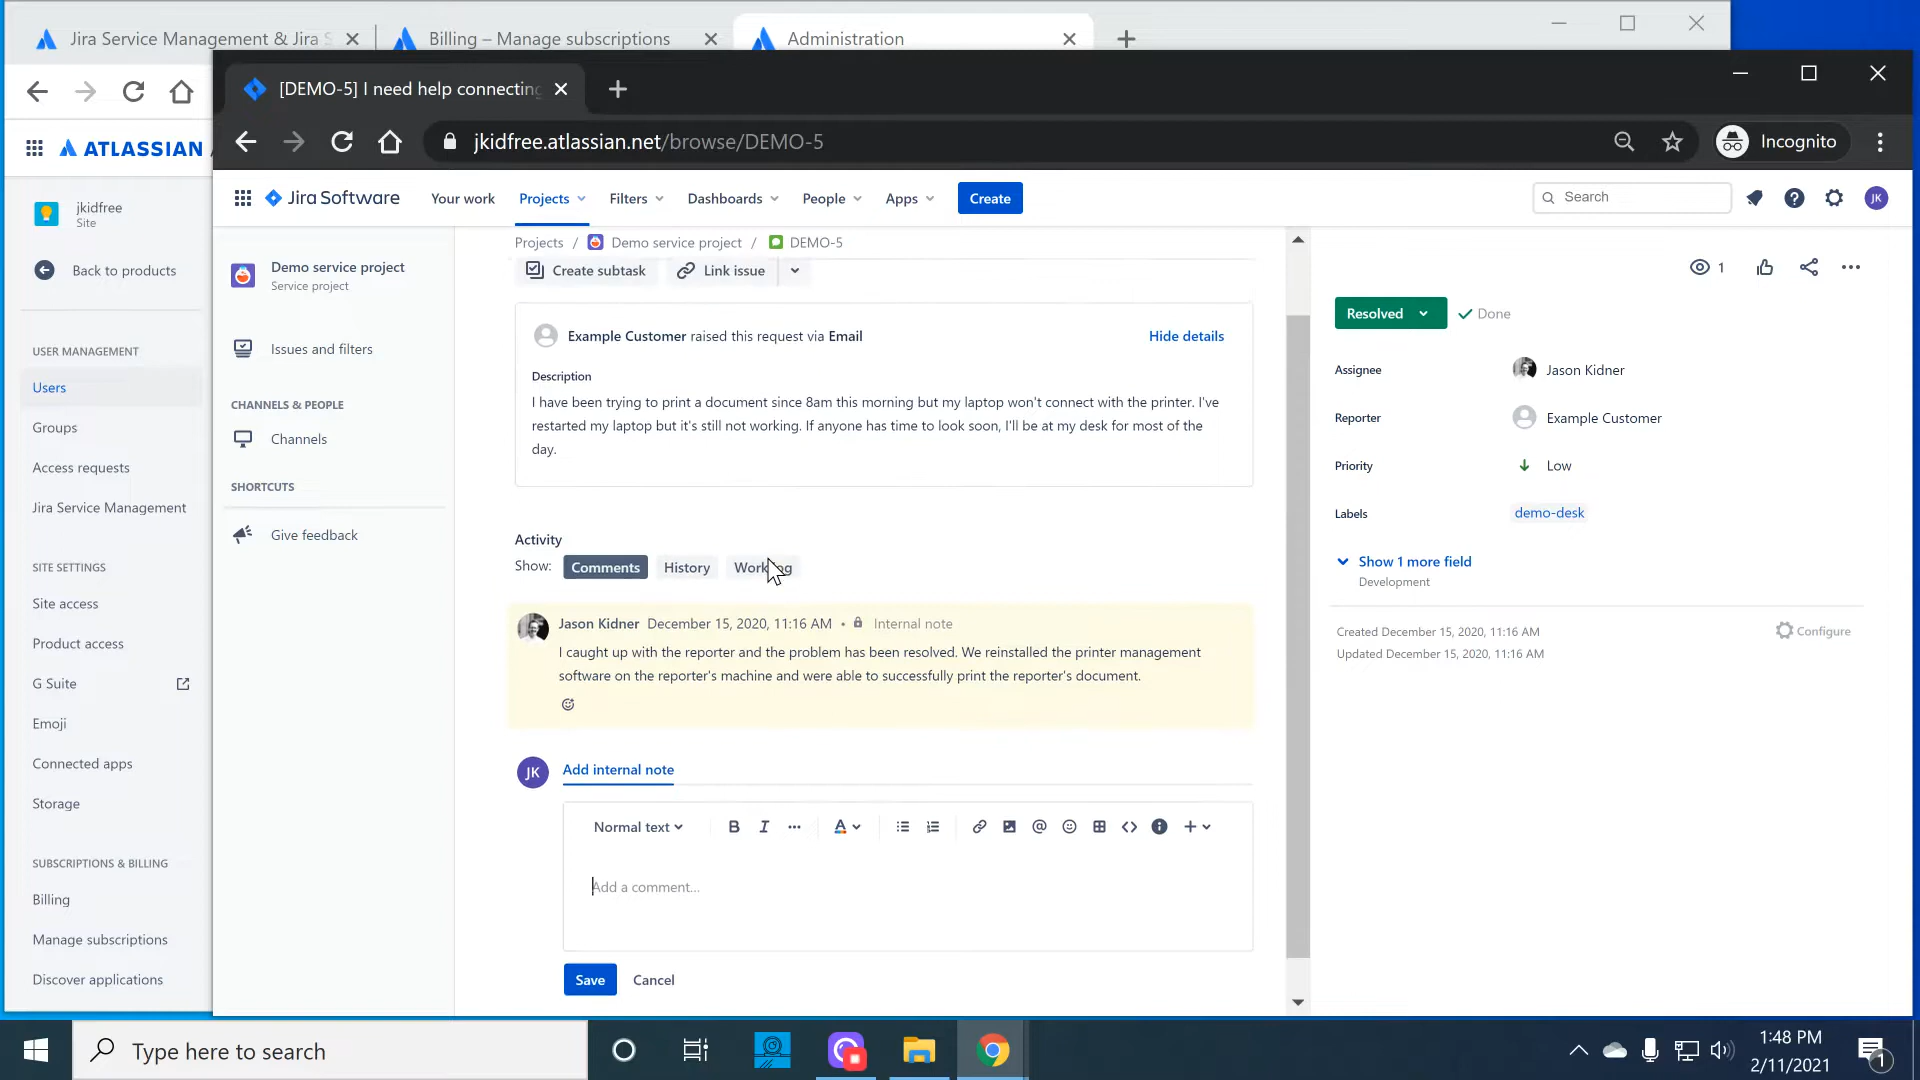 Jira Service Management & Jira S
Billing – Manage subscriptions
Administration
[DEMO-5] I need help connecting
jkidfree.atlassian.net/browse/DEMO-5
Incognito
ATLASSIAN
Jira Software
Your work
Projects
Filters
Dashboards
People
Apps
Create
Search
JK
jkidfree
Site
Back to products
USER MANAGEMENT
Users
Groups
Access requests
Jira Service Management
SITE SETTINGS
Site access
Product access
G Suite
Emoji
Connected apps
Storage
SUBSCRIPTIONS & BILLING
Billing
Manage subscriptions
Discover applications
Demo service project
Service project
Issues and filters
CHANNELS & PEOPLE
Channels
SHORTCUTS
Give feedback
Projects / Demo service project / DEMO-5
Create subtask
Link issue
Example Customer raised this request via Email
Hide details
Description
I have been trying to print a document since 8am this morning but my laptop won't connect with the printer. I've
restarted my laptop but it's still not working. If anyone has time to look soon, I'll be at my desk for most of the
day.
Activity
Show: Comments History
Jason Kidner December 15, 2020, 11:16 AM • Internal note
I caught up with the reporter and the problem has been resolved. We reinstalled the printer management
software on the reporter's machine and were able to successfully print the reporter's document.
JK
Add internal note
Normal text
B I ... A
Add a comment...
Save
Cancel
1
Resolved
Done
Assignee
Jason Kidner
Reporter
Example Customer
Priority
Low
Labels
demo-desk
Show 1 more field
Development
Created December 15, 2020, 11:16 AM
Updated December 15, 2020, 11:16 AM
Configure
Type here to search
1:48 PM
2/11/2021
1